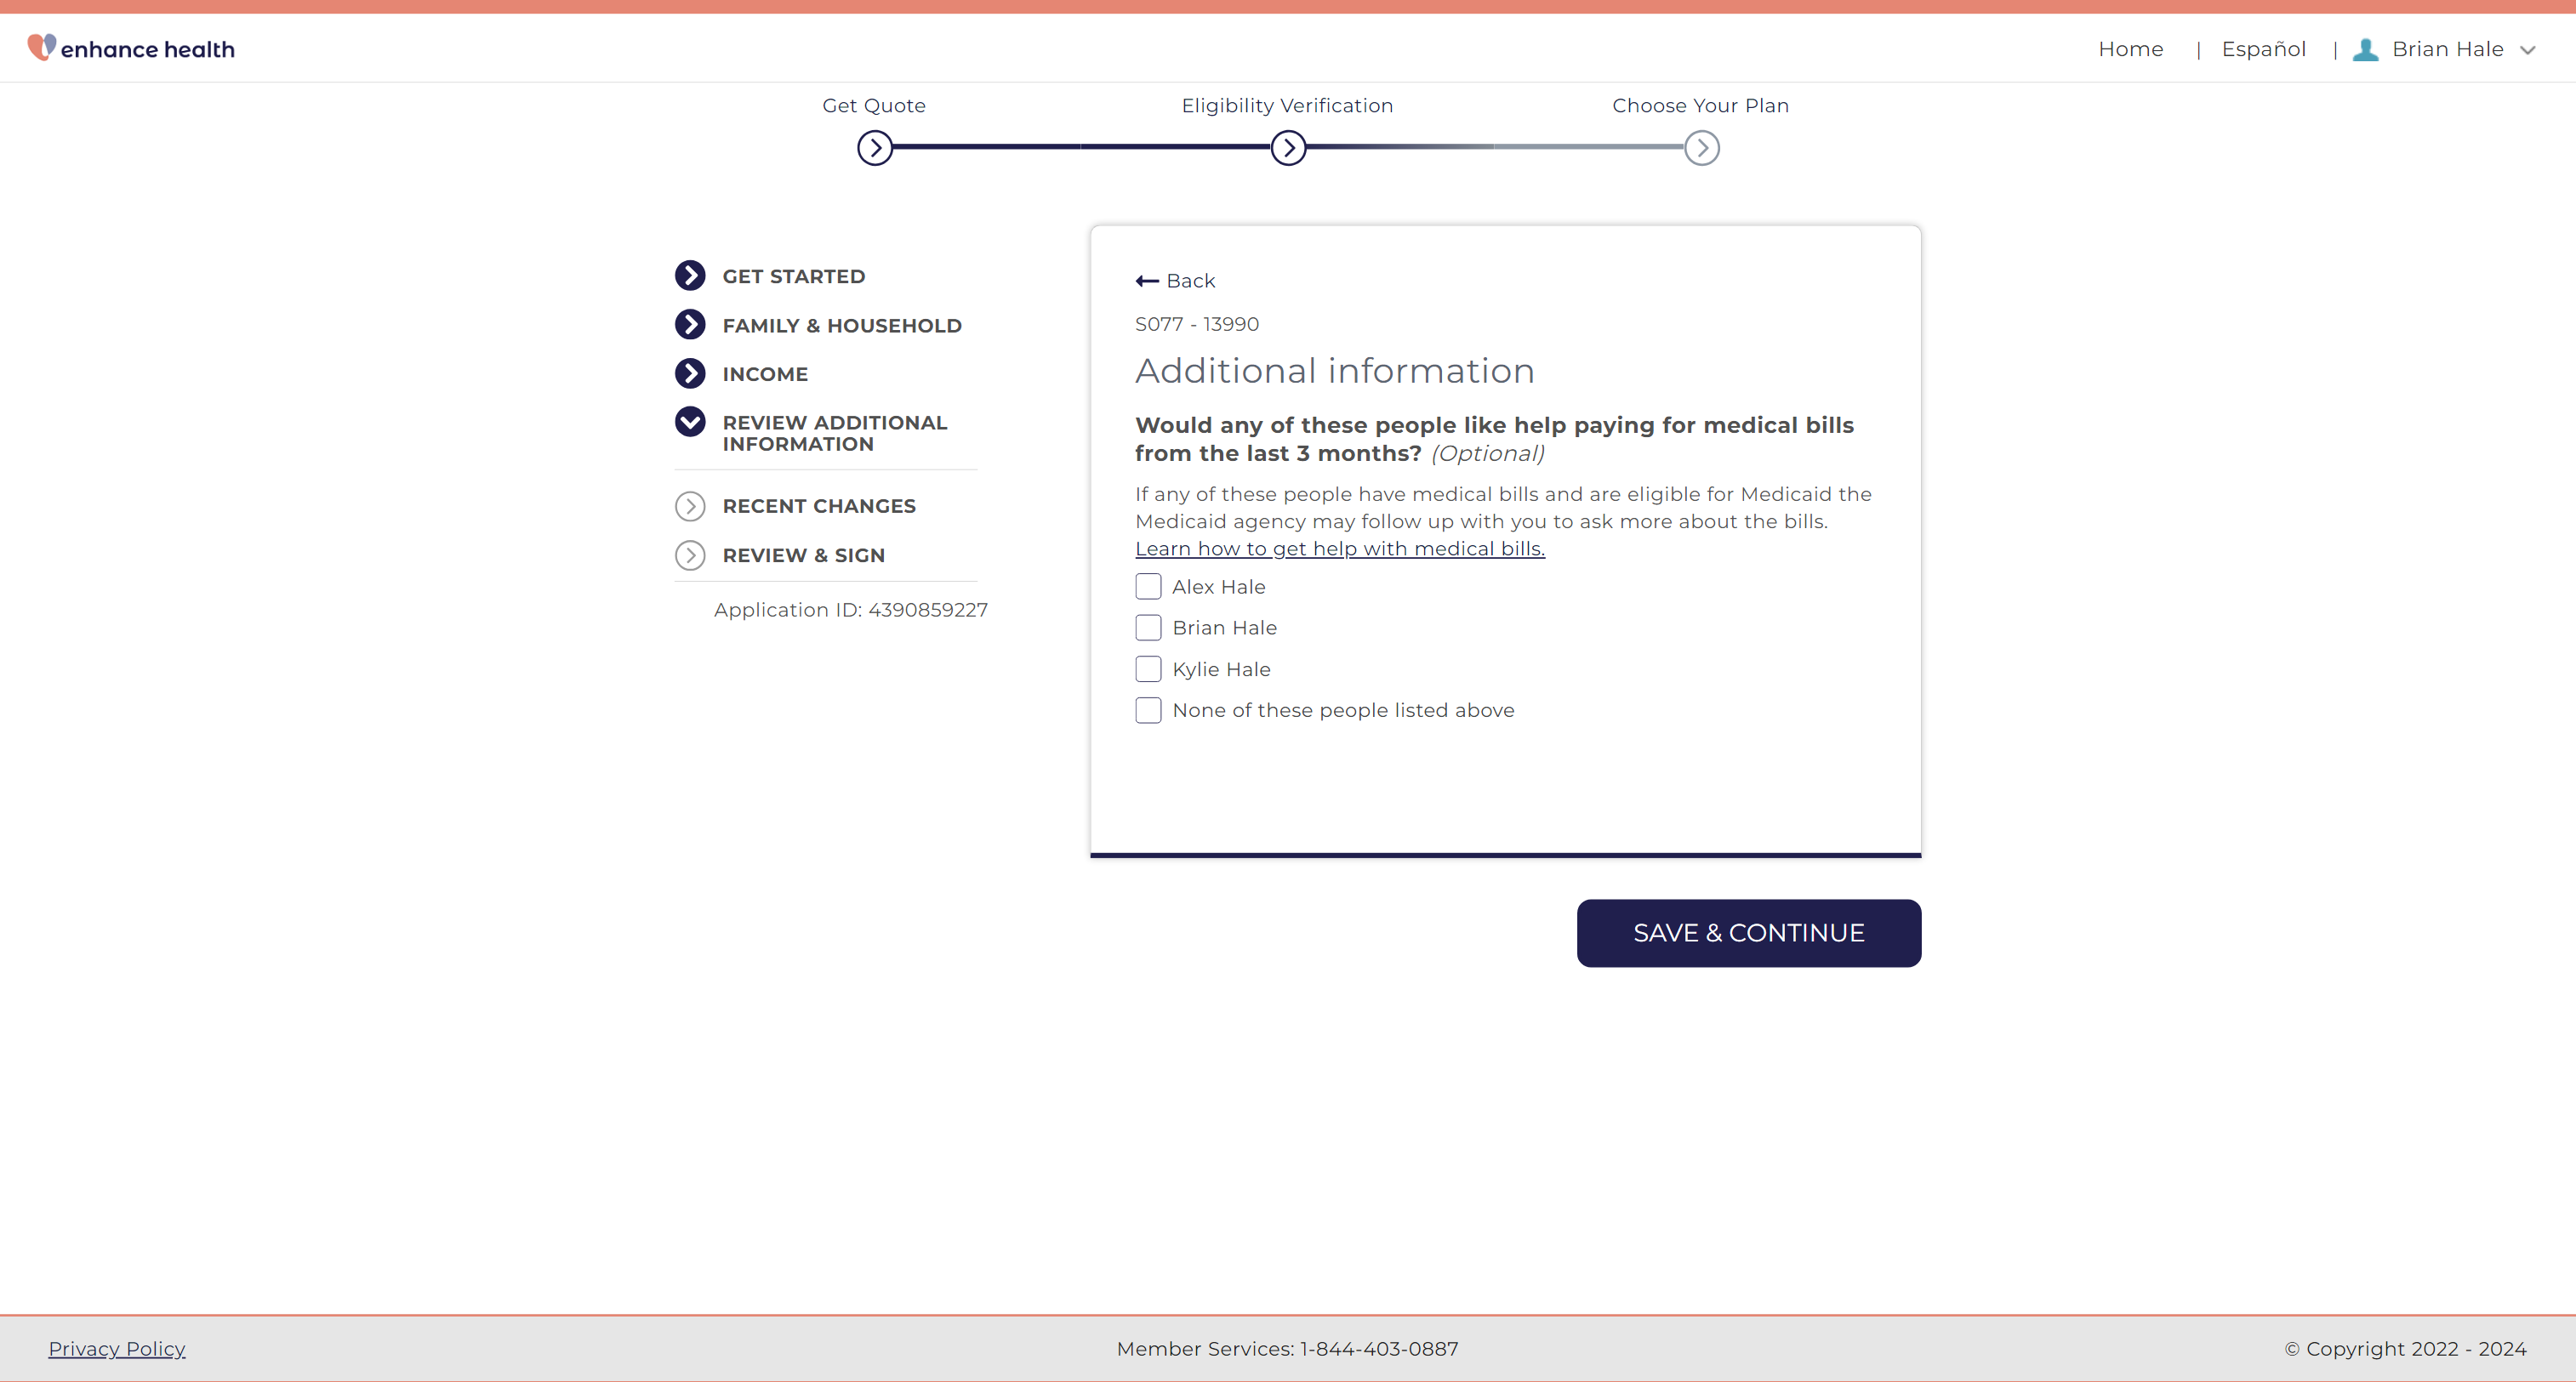 enhance health
Home | Español | Brian Hale
Get Quote
Eligibility Verification
Choose Your Plan
GET STARTED
FAMILY & HOUSEHOLD
INCOME
REVIEW ADDITIONAL
INFORMATION
RECENT CHANGES
REVIEW & SIGN
Application ID: 4390859227
Back
S077 - 13990
Additional information
Would any of these people like help paying for medical bills
from the last 3 months? (Optional)
If any of these people have medical bills and are eligible for Medicaid the
Medicaid agency may follow up with you to ask more about the bills.
Learn how to get help with medical bills.
Alex Hale
Brian Hale
Kylie Hale
None of these people listed above
SAVE & CONTINUE
Privacy Policy
Member Services: 1-844-403-0887
© Copyright 2022 - 2024